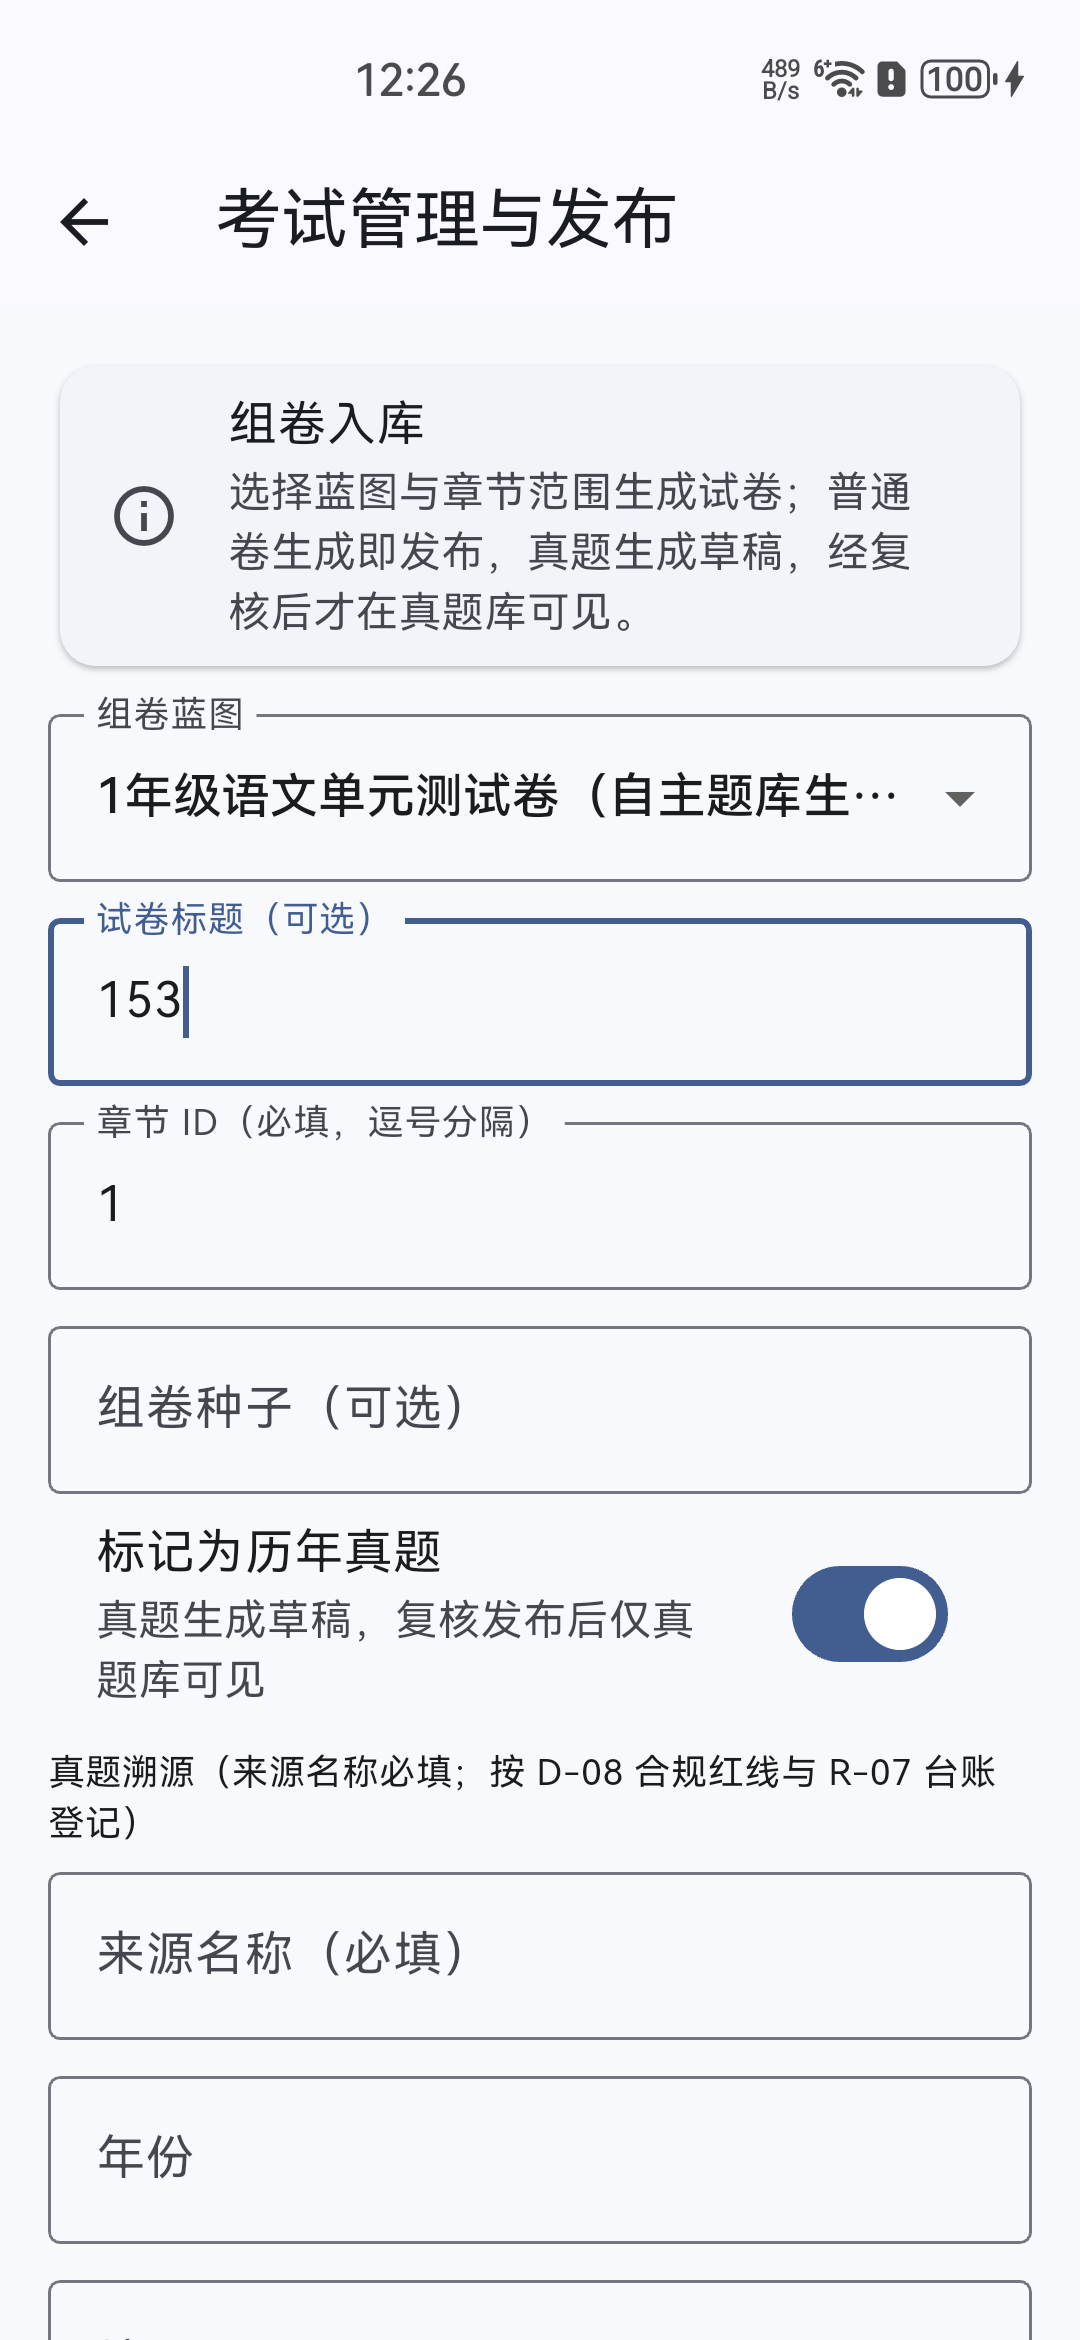 12:26
489 B/s
6+
100
考试管理与发布
组卷入库
选择蓝图与章节范围生成试卷；普通
卷生成即发布，真题生成草稿，经复
核后才在真题库可见。
组卷蓝图
1年级语文单元测试卷（自主题库生…
试卷标题（可选）
153
章节 ID（必填，逗号分隔）
1
组卷种子（可选）
标记为历年真题
真题生成草稿，复核发布后仅真
题库可见
真题溯源（来源名称必填；按 D-08 合规红线与 R-07 台账
登记）
来源名称（必填）
年份